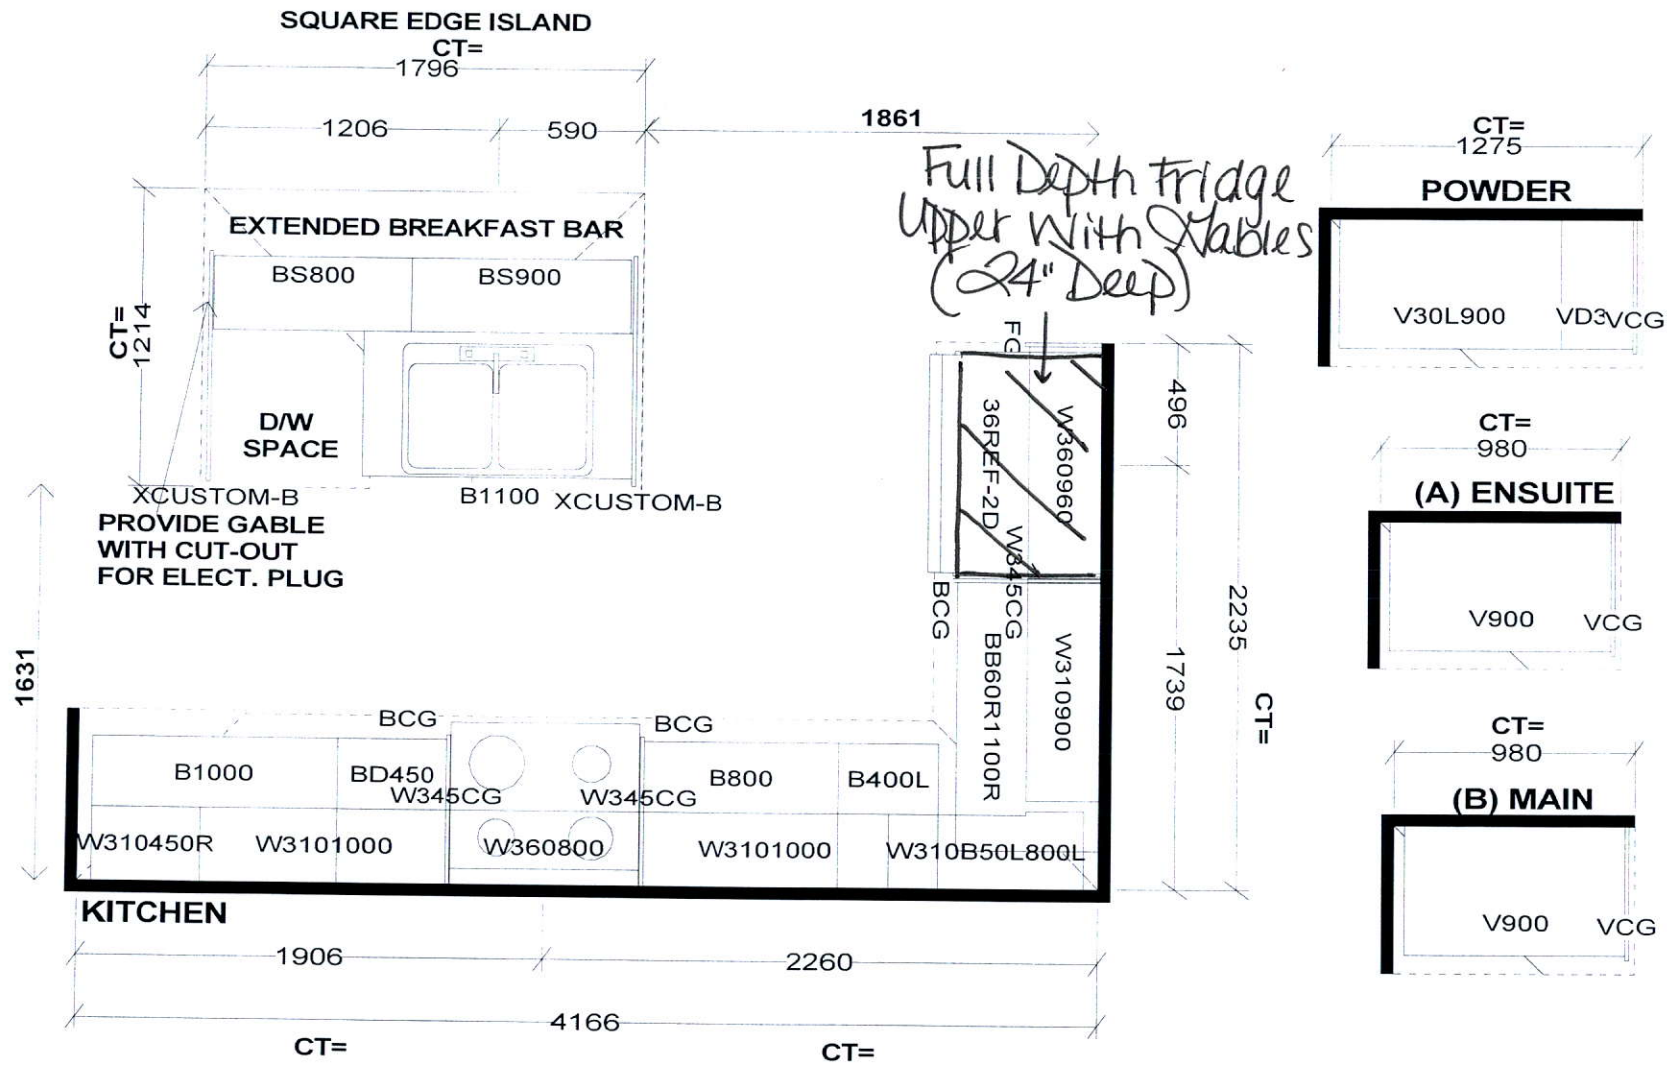 SQUARE EDGE ISLAND
CT=
1796
1206
590
1861
EXTENDED BREAKFAST BAR
BS800
BS900
CT=
1214
D/W
SPACE
XCUSTOM-B
B1100
XCUSTOM-B
PROVIDE GABLE
WITH CUT-OUT
FOR ELECT. PLUG
1631
Full Depth Fridge
Upper With Gables
(24" Deep)
FG
36REF-2D
W360960
W345CG
BCG
BB60R1100R
W310900
496
1739
2235
CT=
BCG
BCG
B1000
BD450
W345CG
W345CG
B800
B400L
W310450R
W3101000
W360800
W3101000
W310B50L800L
KITCHEN
1906
2260
4166
CT=
CT=
CT=
1275
POWDER
V30L900
VD3VCG
CT=
980
(A) ENSUITE
V900
VCG
CT=
980
(B) MAIN
V900
VCG